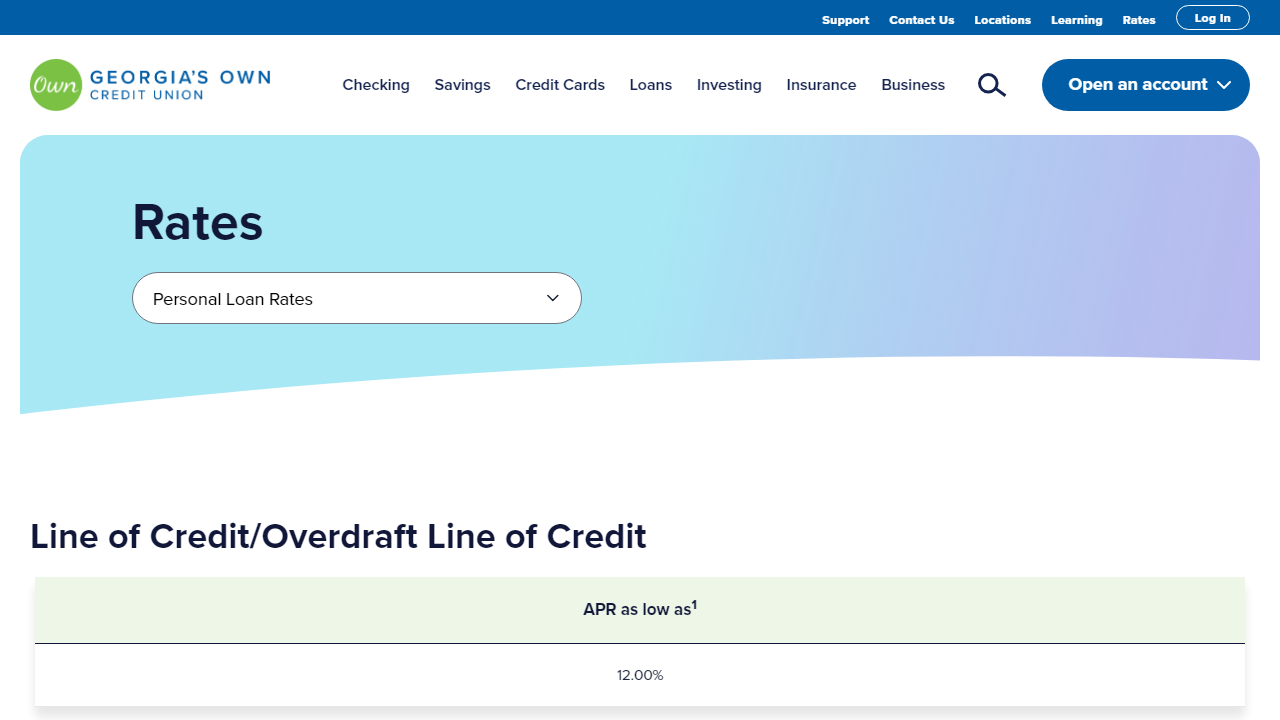 Support Contact Us Locations Learning Rates Log In
Own GEORGIA'S OWN
CREDIT UNION
Checking Savings Credit Cards Loans Investing Insurance Business Open an account
Rates
Personal Loan Rates
Line of Credit/Overdraft Line of Credit
APR as low as¹
12.00%